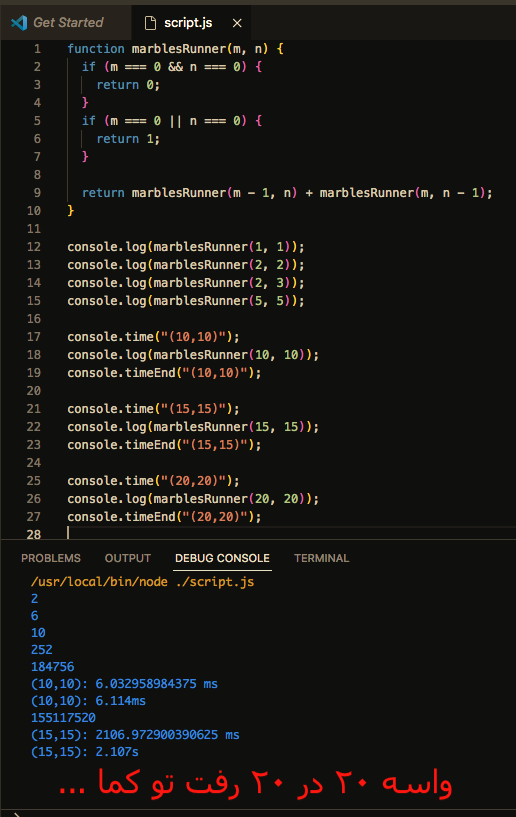 Get Started
script.js
1 function marblesRunner(m, n) {
2 if (m === 0 && n === 0) {
3 return 0;
4 }
5 if (m === 0 || n === 0) {
6 return 1;
7 }
8
9 return marblesRunner(m - 1, n) + marblesRunner(m, n - 1);
10 }
11
12 console.log(marblesRunner(1, 1));
13 console.log(marblesRunner(2, 2));
14 console.log(marblesRunner(2, 3));
15 console.log(marblesRunner(5, 5));
16
17 console.time("(10,10)");
18 console.log(marblesRunner(10, 10));
19 console.timeEnd("(10,10)");
20
21 console.time("(15,15)");
22 console.log(marblesRunner(15, 15));
23 console.timeEnd("(15,15)");
24
25 console.time("(20,20)");
26 console.log(marblesRunner(20, 20));
27 console.timeEnd("(20,20)");
28
PROBLEMS OUTPUT DEBUG CONSOLE TERMINAL
/usr/local/bin/node ./script.js
2
6
10
252
184756
(10,10): 6.032958984375 ms
(10,10): 6.114ms
155117520
(15,15): 2106.972900390625 ms
(15,15): 2.107s
واسه ۲۰ در ۲۰ رفت تو کما ...